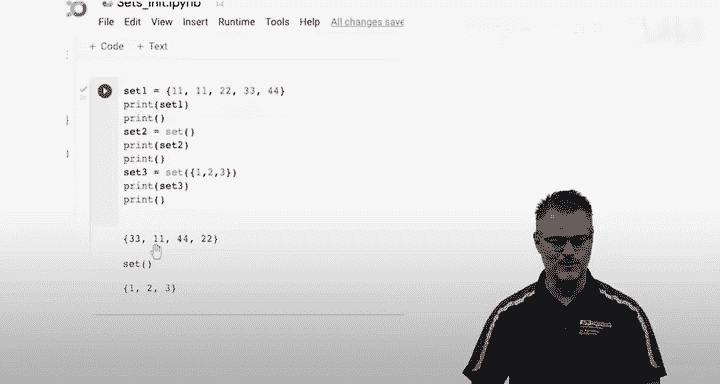 Sets_init.ipynb
File Edit View Insert Runtime Tools Help All changes save
+ Code + Text
set1 = {11, 11, 22, 33, 44}
print(set1)
print()
set2 = set()
print(set2)
print()
set3 = set({1,2,3})
print(set3)
print()
{33, 11, 44, 22}
set()
{1, 2, 3}